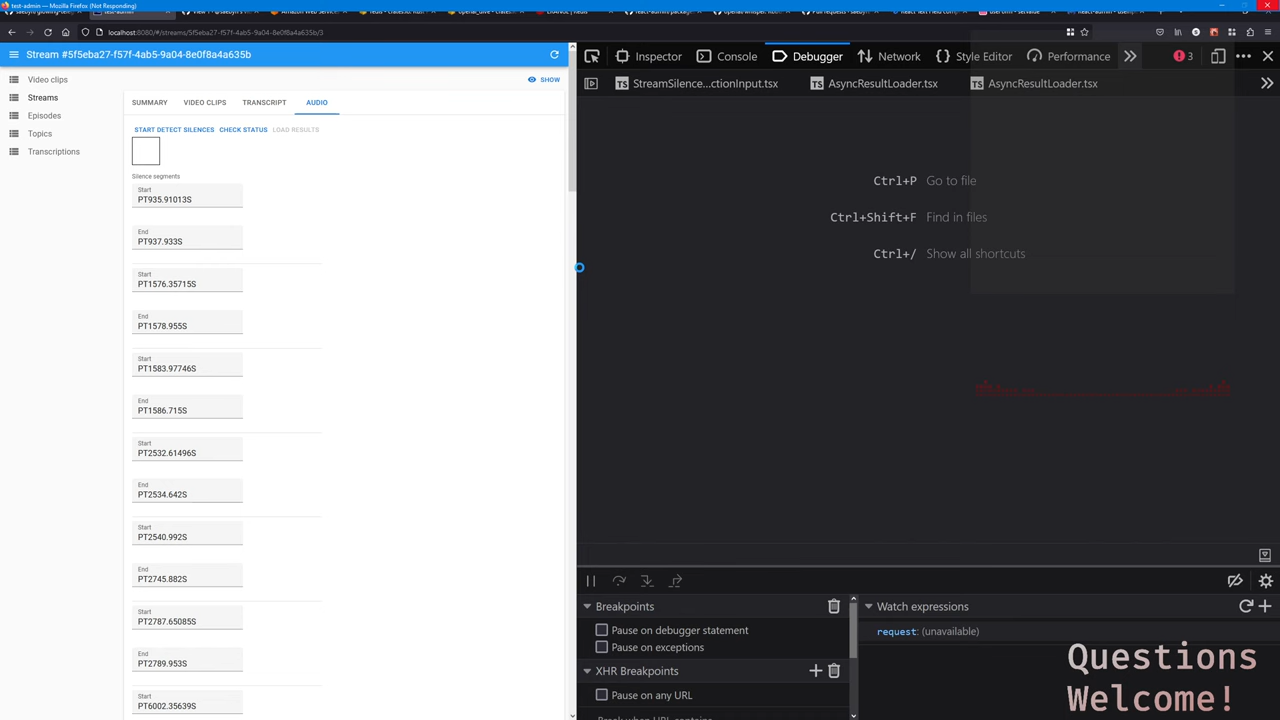 test-admin — Mozilla Firefox (Not Responding)
localhost:8080/#/streams/5f5eba27-f57f-4ab5-9a04-8e0f8a4a635b/3
Stream #5f5eba27-f57f-4ab5-9a04-8e0f8a4a635b
Video clips
Streams
Episodes
Topics
Transcriptions
SHOW
SUMMARY VIDEO CLIPS TRANSCRIPT AUDIO
START DETECT SILENCES CHECK STATUS LOAD RESULTS
Silence segments
Start
PT935.91013S
End
PT937.933S
Start
PT1576.35715S
End
PT1578.955S
Start
PT1583.97746S
End
PT1586.715S
Start
PT2532.61496S
End
PT2534.642S
Start
PT2540.992S
End
PT2745.882S
Start
PT2787.65085S
End
PT2789.953S
Start
PT6002.35639S
Inspector Console Debugger Network Style Editor Performance 3
StreamSilence...ctionInput.tsx AsyncResultLoader.tsx AsyncResultLoader.tsx
Ctrl+P Go to file
Ctrl+Shift+F Find in files
Ctrl+/ Show all shortcuts
Breakpoints
Pause on debugger statement
Pause on exceptions
XHR Breakpoints
Pause on any URL
Watch expressions
request: (unavailable)
Questions
Welcome!